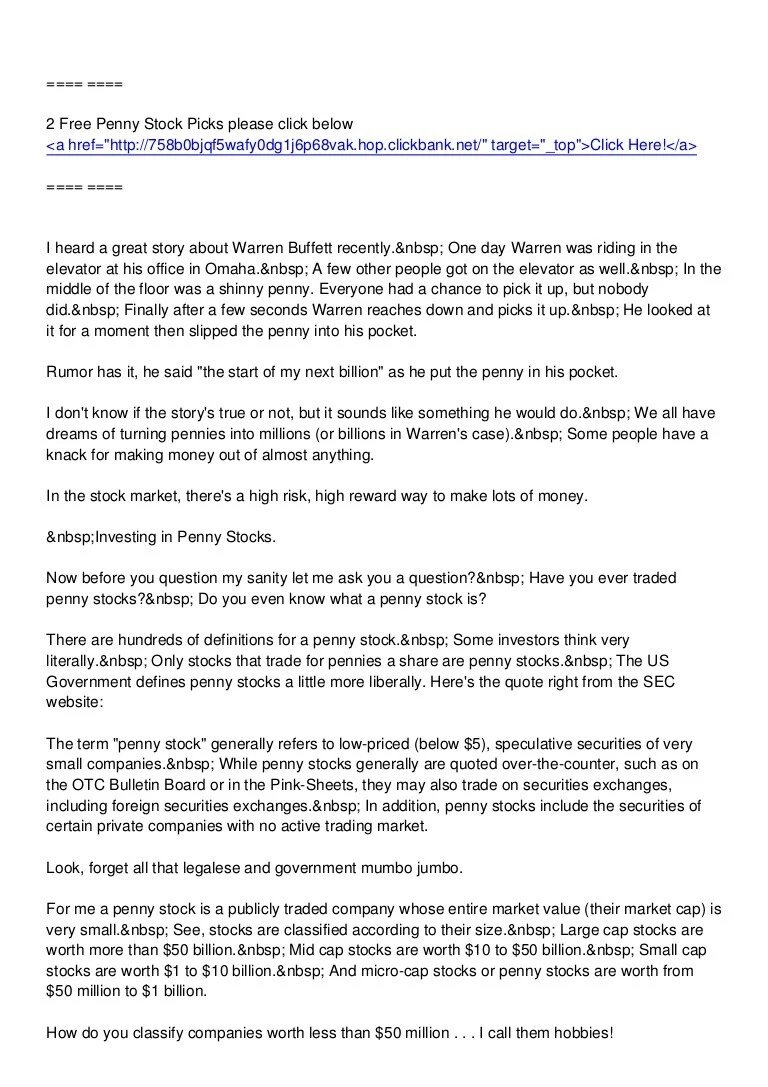 ==== ====
2 Free Penny Stock Picks please click below
<a href="http://758b0bjqf5wafy0dg1j6p68vak.hop.clickbank.net/" target="_top">Click Here!</a>
==== ====
I heard a great story about Warren Buffett recently.&nbsp; One day Warren was riding in the
elevator at his office in Omaha.&nbsp; A few other people got on the elevator as well.&nbsp; In the
middle of the floor was a shinny penny. Everyone had a chance to pick it up, but nobody
did.&nbsp; Finally after a few seconds Warren reaches down and picks it up.&nbsp; He looked at
it for a moment then slipped the penny into his pocket.
Rumor has it, he said "the start of my next billion" as he put the penny in his pocket.
I don't know if the story's true or not, but it sounds like something he would do.&nbsp; We all have
dreams of turning pennies into millions (or billions in Warren's case).&nbsp; Some people have a
knack for making money out of almost anything.
In the stock market, there's a high risk, high reward way to make lots of money.
&nbsp;Investing in Penny Stocks.
Now before you question my sanity let me ask you a question?&nbsp; Have you ever traded
penny stocks?&nbsp; Do you even know what a penny stock is?
There are hundreds of definitions for a penny stock.&nbsp; Some investors think very
literally.&nbsp; Only stocks that trade for pennies a share are penny stocks.&nbsp; The US
Government defines penny stocks a little more liberally. Here's the quote right from the SEC
website:
The term "penny stock" generally refers to low-priced (below $5), speculative securities of very
small companies.&nbsp; While penny stocks generally are quoted over-the-counter, such as on
the OTC Bulletin Board or in the Pink-Sheets, they may also trade on securities exchanges,
including foreign securities exchanges.&nbsp; In addition, penny stocks include the securities of
certain private companies with no active trading market.
Look, forget all that legalese and government mumbo jumbo.
For me a penny stock is a publicly traded company whose entire market value (their market cap) is
very small.&nbsp; See, stocks are classified according to their size.&nbsp; Large cap stocks are
worth more than $50 billion.&nbsp; Mid cap stocks are worth $10 to $50 billion.&nbsp; Small cap
stocks are worth $1 to $10 billion.&nbsp; And micro-cap stocks or penny stocks are worth from
$50 million to $1 billion.
How do you classify companies worth less than $50 million . . . I call them hobbies!